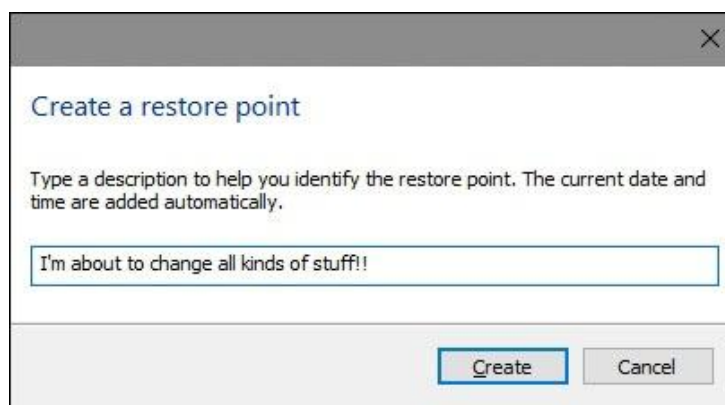 Create a restore point
Type a description to help you identify the restore point. The current date and
time are added automatically.
I'm about to change all kinds of stuff!!
Create
Cancel